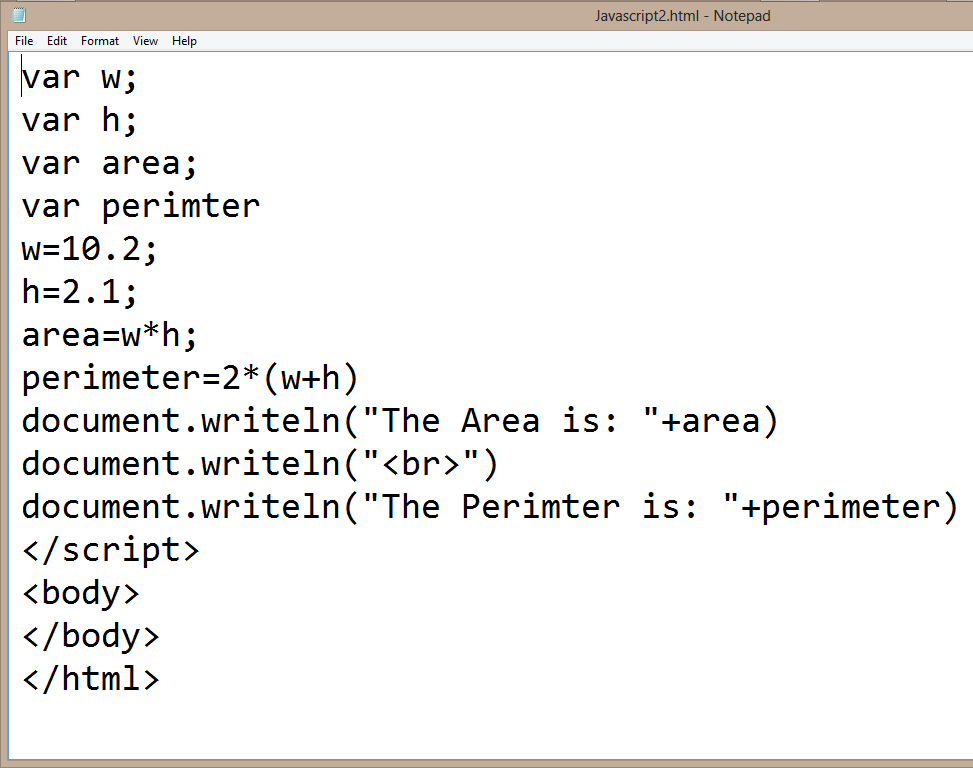 Javascript2.html - Notepad
File Edit Format View Help
var w;
var h;
var area;
var perimter
w=10.2;
h=2.1;
area=w*h;
perimeter=2*(w+h)
document.writeln("The Area is: "+area)
document.writeln("<br>")
document.writeln("The Perimter is: "+perimeter)
</script>
<body>
</body>
</html>